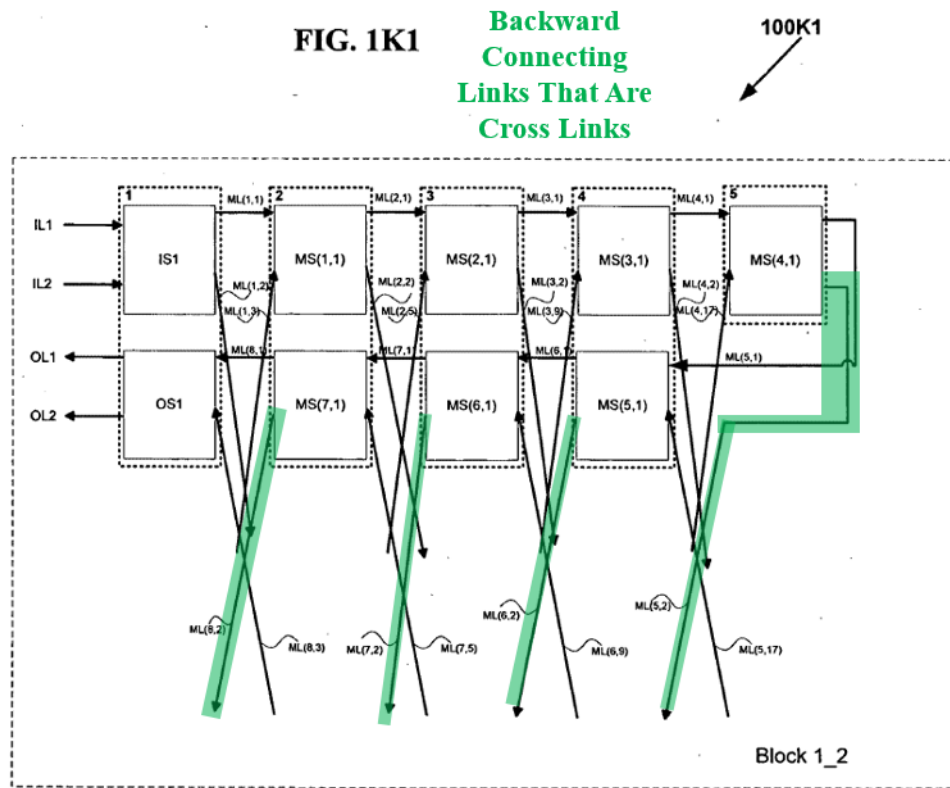 FIG. 1K1
Backward
Connecting
Links That Are
Cross Links
100K1
1
ML(1,1)
2
ML(2,1)
3
ML(3,1)
4
ML(4,1)
5
IL1
IL2
IS1
MS(1,1)
MS(2,1)
MS(3,1)
MS(4,1)
ML(1,2)
ML(1,3)
ML(2,2)
ML(2,5)
ML(3,2)
ML(3,9)
ML(4,2)
ML(4,17)
OL1
OL2
ML(8,1)
ML(7,1)
ML(6,1)
ML(5,1)
OS1
MS(7,1)
MS(6,1)
MS(5,1)
ML(8,2)
ML(8,3)
ML(7,2)
ML(7,5)
ML(6,2)
ML(6,9)
ML(5,2)
ML(5,17)
Block 1_2